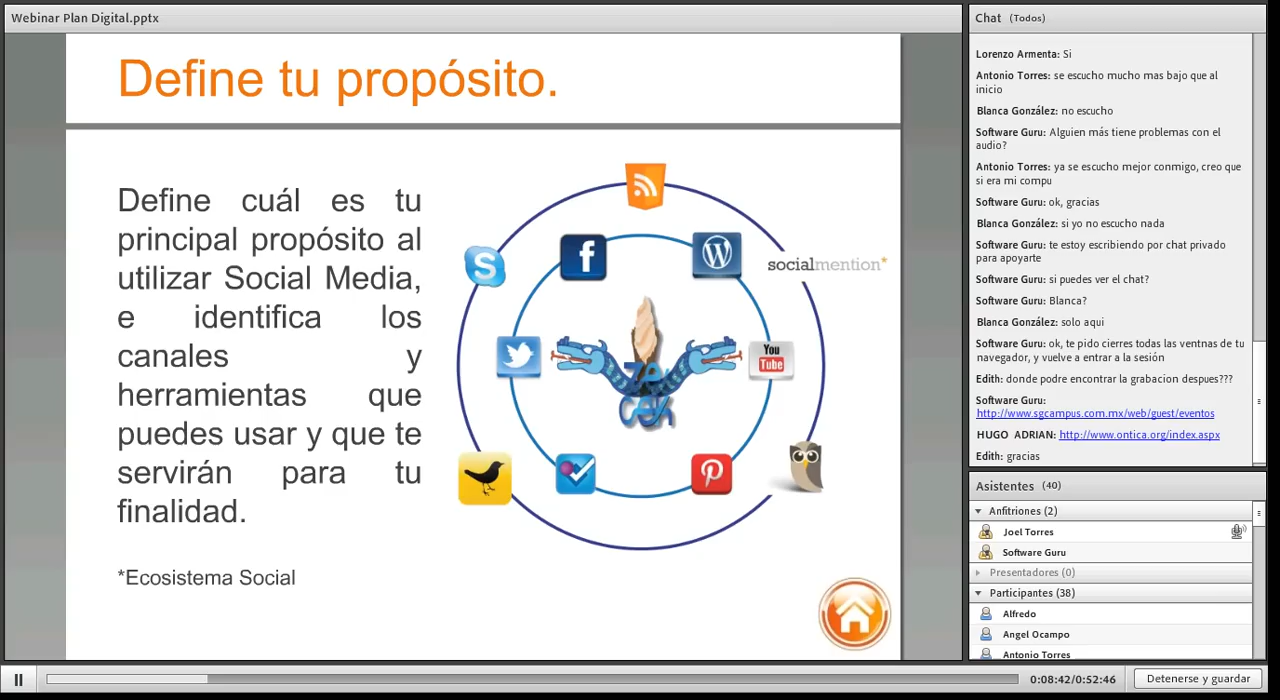 Webinar Plan Digital.pptx
Define tu propósito.
Define cuál es tu
principal propósito al
utilizar Social Media,
e identifica los
canales y
herramientas que
puedes usar y que te
servirán para tu
finalidad.
*Ecosistema Social
socialmention*
You
Tube
Chat (Todos)
Lorenzo Armenta: Si
Antonio Torres: se escucho mucho mas bajo que al
inicio
Blanca González: no escucho
Software Guru: Alguien más tiene problemas con el
audio?
Antonio Torres: ya se escucho mejor conmigo, creo que
si era mi compu
Software Guru: ok, gracias
Blanca González: si yo no escucho nada
Software Guru: te estoy escribiendo por chat privado
para apoyarte
Software Guru: si puedes ver el chat?
Software Guru: Blanca?
Blanca González: solo aqui
Software Guru: ok, te pido cierres todas las ventnas de tu
navegador, y vuelve a entrar a la sesión
Edith: donde podre encontrar la grabacion despues???
Software Guru:
http://www.sgcampus.com.mx/web/guest/eventos
HUGO ADRIAN: http://www.ontica.org/index.aspx
Edith: gracias
Asistentes (40)
Anfitriones (2)
Joel Torres
Software Guru
Presentadores (0)
Participantes (38)
Alfredo
Angel Ocampo
Antonio Torres
0:08:42/0:52:46
Detenerse y guardar